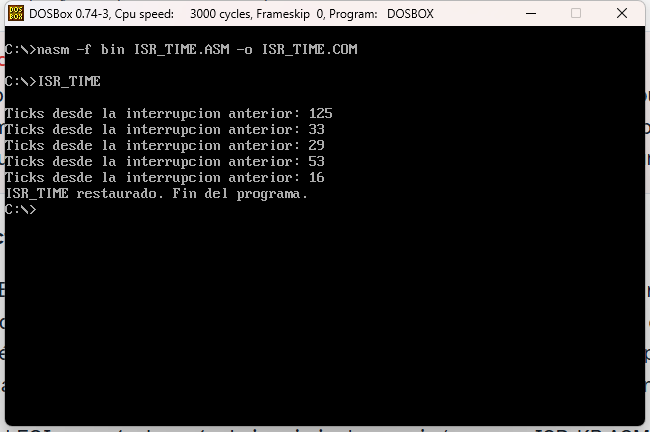 DOSBox 0.74-3, Cpu speed: 3000 cycles, Frameskip 0, Program: DOSBOX
C:\>nasm -f bin ISR_TIME.ASM -o ISR_TIME.COM
C:\>ISR_TIME
Ticks desde la interrupcion anterior: 125
Ticks desde la interrupcion anterior: 33
Ticks desde la interrupcion anterior: 29
Ticks desde la interrupcion anterior: 53
Ticks desde la interrupcion anterior: 16
ISR_TIME restaurado. Fin del programa.
C:\>